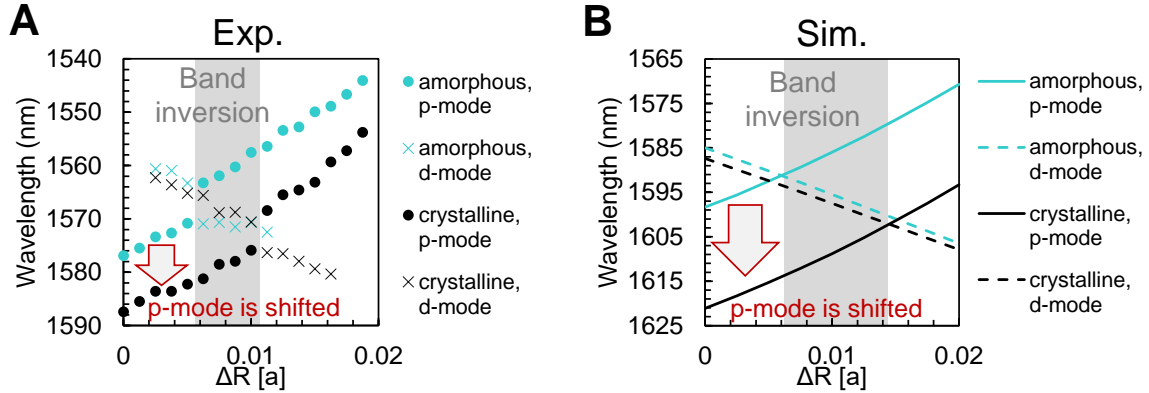 A
Exp.
Wavelength (nm)
1540
1550
1560
1570
1580
1590
Band
inversion
p-mode is shifted
0
0.01
0.02
ΔR [a]
amorphous,
p-mode
amorphous,
d-mode
crystalline,
p-mode
crystalline,
d-mode
B
Sim.
Wavelength (nm)
1565
1575
1585
1595
1605
1615
1625
Band
inversion
p-mode is shifted
0
0.01
0.02
ΔR [a]
amorphous,
p-mode
amorphous,
d-mode
crystalline,
p-mode
crystalline,
d-mode